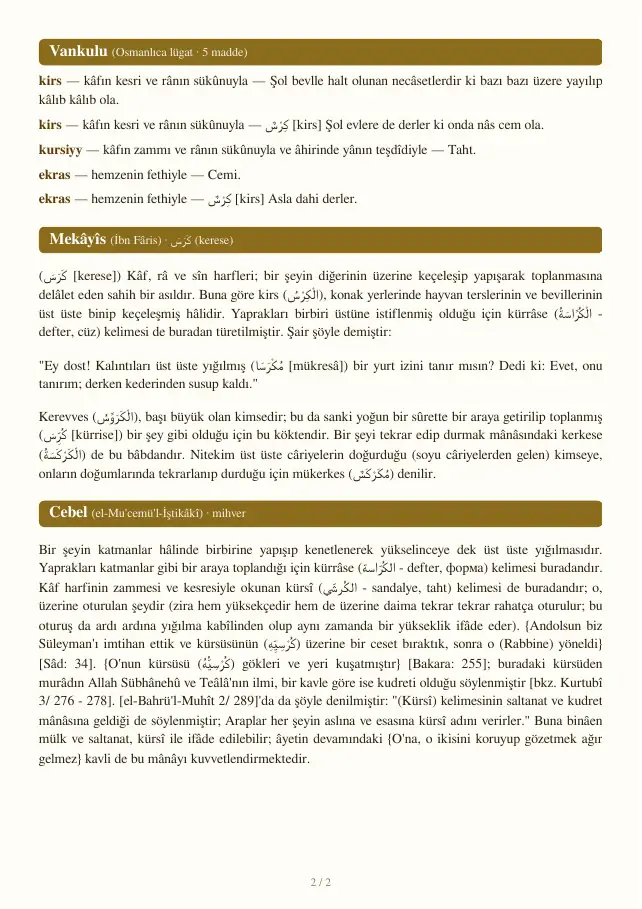 Vankulu (Osmanlıca lügat · 5 madde)
kirs — kâfın kesri ve rânın sükûnuyla — Şol bevlle halt olunan necâsetlerdir ki bazı bazı üzere yayılıp
kâlıb kâlıb ola.
kirs — kâfın kesri ve rânın sükûnuyla — كِرْسْ [kirs] Şol evlere de derler ki onda nâs cem ola.
kursiyy — kâfın zammı ve rânın sükûnuyla ve âhirinde yânın teşdîdiyle — Taht.
ekras — hemzenin fethiyle — Cemi.
ekras — hemzenin fethiyle — كِرْسْ [kirs] Asla dahi derler.
Mekâyîs (İbn Fâris) · كَرَسَ (kerese)
(كَرَسَ [kerese]) Kâf, râ ve sîn harfleri; bir şeyin diğerinin üzerine keçeleşip yapışarak toplanmasına
delâlet eden sahih bir asıldır. Buna göre kirs (الْكِرْسُ), konak yerlerinde hayvan terslerinin ve bevillerinin
üst üste binip keçeleşmiş hâlidir. Yaprakları birbiri üstüne istiflenmiş olduğu için kürrâse (الْكُرَّاسَةُ -
defter, cüz) kelimesi de buradan türetilmiştir. Şair şöyle demiştir:
"Ey dost! Kalıntıları üst üste yığılmış (مُكْرَسًا [mükresâ]) bir yurt izini tanır mısın? Dedi ki: Evet, onu
tanırım; derken kederinden susup kaldı."
Kerevves (الْكَرَوَّسُ), başı büyük olan kimsedir; bu da sanki yoğun bir sûrette bir araya getirilip toplanmış
(كُرِّسَ [kürrise]) bir şey gibi olduğu için bu köktendir. Bir şeyi tekrar edip durmak mânâsındaki kerkese
(الْكَرْكَسَةُ) de bu bâbdandır. Nitekim üst üste câriyelerin doğurduğu (soyu câriyelerden gelen) kimseye,
onların doğumlarında tekrarlanıp durduğu için mükerkes (مُكَرْكَسٌ) denilir.
Cebel (el-Mu'cemü'l-İştikâkî) · mihver
Bir şeyin katmanlar hâlinde birbirine yapışıp kenetlenerek yükselinceye dek üst üste yığılmasıdır.
Yaprakları katmanlar gibi bir araya toplandığı için kürrâse (الكُرّاسة - defter, форма) kelimesi buradandır.
Kâf harfinin zammesi ve kesresiyle okunan kürsî (الكُرسّي - sandalye, taht) kelimesi de buradandır; o,
üzerine oturulan şeydir (zira hem yüksekçedir hem de üzerine daima tekrar tekrar rahatça oturulur; bu
oturuş da ardı ardına yığılma kabîlinden olup aynı zamanda bir yükseklik ifâde eder). {Andolsun biz
Süleyman'ı imtihan ettik ve kürsüsünün (كُرْسِيِّهِ) üzerine bir ceset bıraktık, sonra o (Rabbine) yöneldi}
[Sâd: 34]. {O'nun kürsüsü (كُرْسِيُّهُ) gökleri ve yeri kuşatmıştır} [Bakara: 255]; buradaki kürsüden
murâdın Allah Sübhânehû ve Teâlâ'nın ilmi, bir kavle göre ise kudreti olduğu söylenmiştir [bkz. Kurtubî
3/ 276 - 278]. [el-Bahrü'l-Muhît 2/ 289]'da da şöyle denilmiştir: "(Kürsî) kelimesinin saltanat ve kudret
mânâsına geldiği de söylenmiştir; Araplar her şeyin aslına ve esasına kürsî adını verirler." Buna binâen
mülk ve saltanat, kürsî ile ifâde edilebilir; âyetin devamındaki {O'na, o ikisini koruyup gözetmek ağır
gelmez} kavli de bu mânâyı kuvvetlendirmektedir.
2 / 2